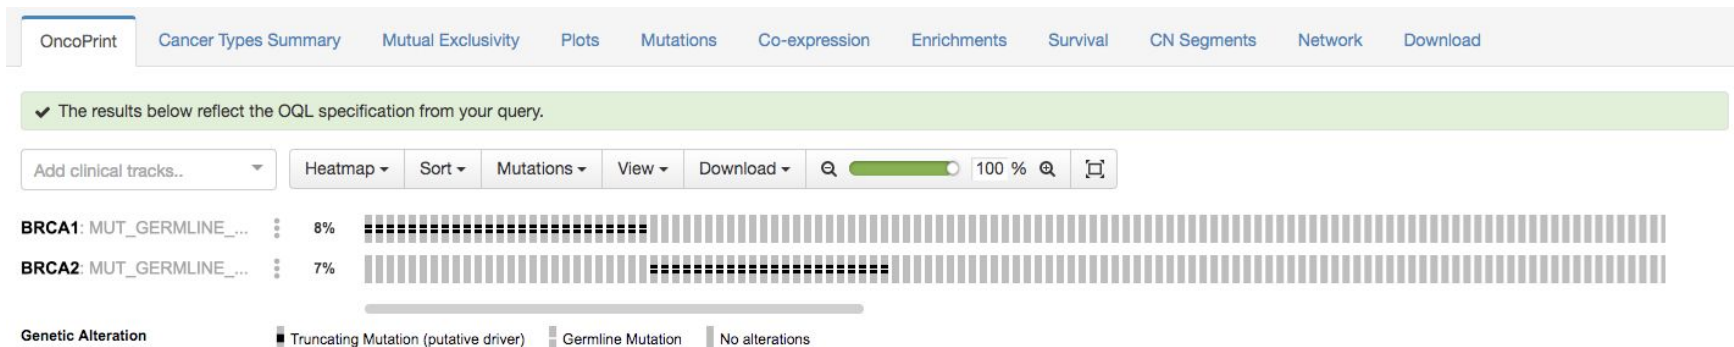 OncoPrint Cancer Types Summary Mutual Exclusivity Plots Mutations Co-expression Enrichments Survival CN Segments Network Download
The results below reflect the OQL specification from your query.
Add clinical tracks.. Heatmap Sort Mutations View Download 100 %
BRCA1: MUT_GERMLINE_... 8%
BRCA2: MUT_GERMLINE_... 7%
Genetic Alteration Truncating Mutation (putative driver) Germline Mutation No alterations